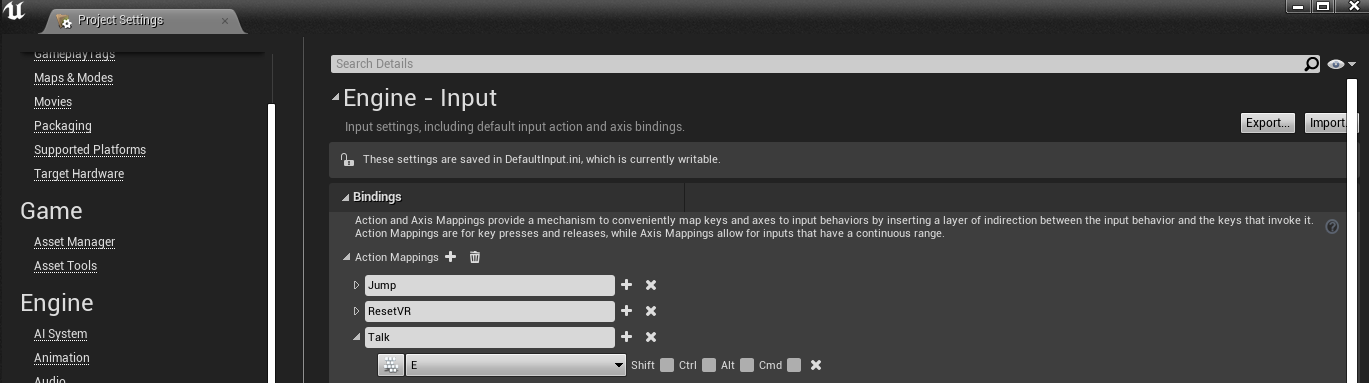 Project Settings
GameplayTags
Maps & Modes
Movies
Packaging
Supported Platforms
Target Hardware
Game
Asset Manager
Asset Tools
Engine
AI System
Animation
Audio
Search Details
Engine - Input
Input settings, including default input action and axis bindings.
Export...
Import
These settings are saved in DefaultInput.ini, which is currently writable.
Bindings
Action and Axis Mappings provide a mechanism to conveniently map keys and axes to input behaviors by inserting a layer of indirection between the input behavior and the keys that invoke it.
Action Mappings are for key presses and releases, while Axis Mappings allow for inputs that have a continuous range.
Action Mappings
Jump
ResetVR
Talk
E Shift Ctrl Alt Cmd